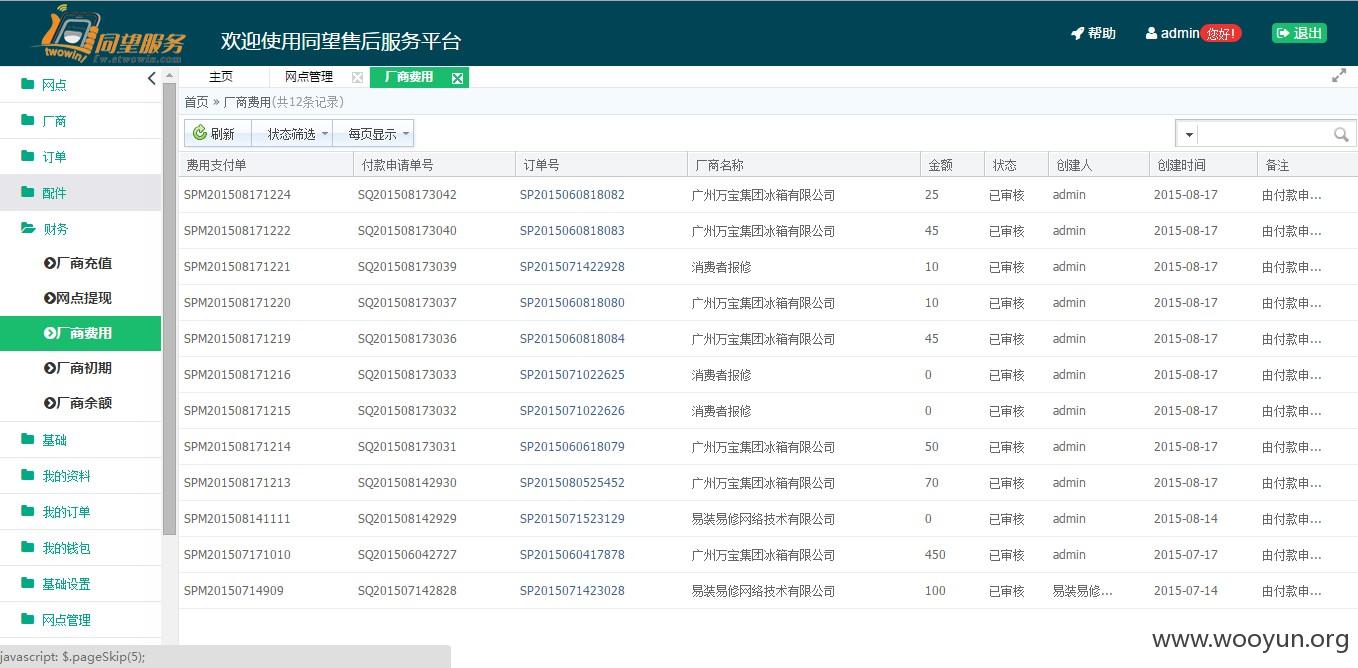 同望服务
twowin
fw.etwowin.com
欢迎使用同望售后服务平台
帮助
admin 您好!
退出
网点
厂商
订单
配件
财务
厂商充值
网点提现
厂商费用
厂商初期
厂商余额
基础
我的资料
我的订单
我的钱包
基础设置
网点管理
主页 网点管理 厂商费用
首页 » 厂商费用(共12条记录)
刷新 状态筛选 每页显示
费用支付单 付款申请单号 订单号 厂商名称 金额 状态 创建人 创建时间 备注
SPM201508171224 SQ201508173042 SP2015060818082 广州万宝集团冰箱有限公司 25 已审核 admin 2015-08-17 由付款申...
SPM201508171222 SQ201508173040 SP2015060818083 广州万宝集团冰箱有限公司 45 已审核 admin 2015-08-17 由付款申...
SPM201508171221 SQ201508173039 SP2015071422928 消费者报修 10 已审核 admin 2015-08-17 由付款申...
SPM201508171220 SQ201508173037 SP2015060818080 广州万宝集团冰箱有限公司 10 已审核 admin 2015-08-17 由付款申...
SPM201508171219 SQ201508173036 SP2015060818084 广州万宝集团冰箱有限公司 45 已审核 admin 2015-08-17 由付款申...
SPM201508171216 SQ201508173033 SP2015071022625 消费者报修 0 已审核 admin 2015-08-17 由付款申...
SPM201508171215 SQ201508173032 SP2015071022626 消费者报修 0 已审核 admin 2015-08-17 由付款申...
SPM201508171214 SQ201508173031 SP2015060618079 广州万宝集团冰箱有限公司 50 已审核 admin 2015-08-17 由付款申...
SPM201508171213 SQ201508142930 SP2015080525452 广州万宝集团冰箱有限公司 70 已审核 admin 2015-08-17 由付款申...
SPM201508141111 SQ201508142929 SP2015071523129 易装易修网络技术有限公司 0 已审核 admin 2015-08-14 由付款申...
SPM201507171010 SQ201506042727 SP2015060417878 广州万宝集团冰箱有限公司 450 已审核 admin 2015-07-17 由付款申...
SPM20150714909 SQ201507142828 SP2015071423028 易装易修网络技术有限公司 100 已审核 易装易修... 2015-07-14 由付款申...
www.wooyun.org
javascript: $.pageSkip(5);